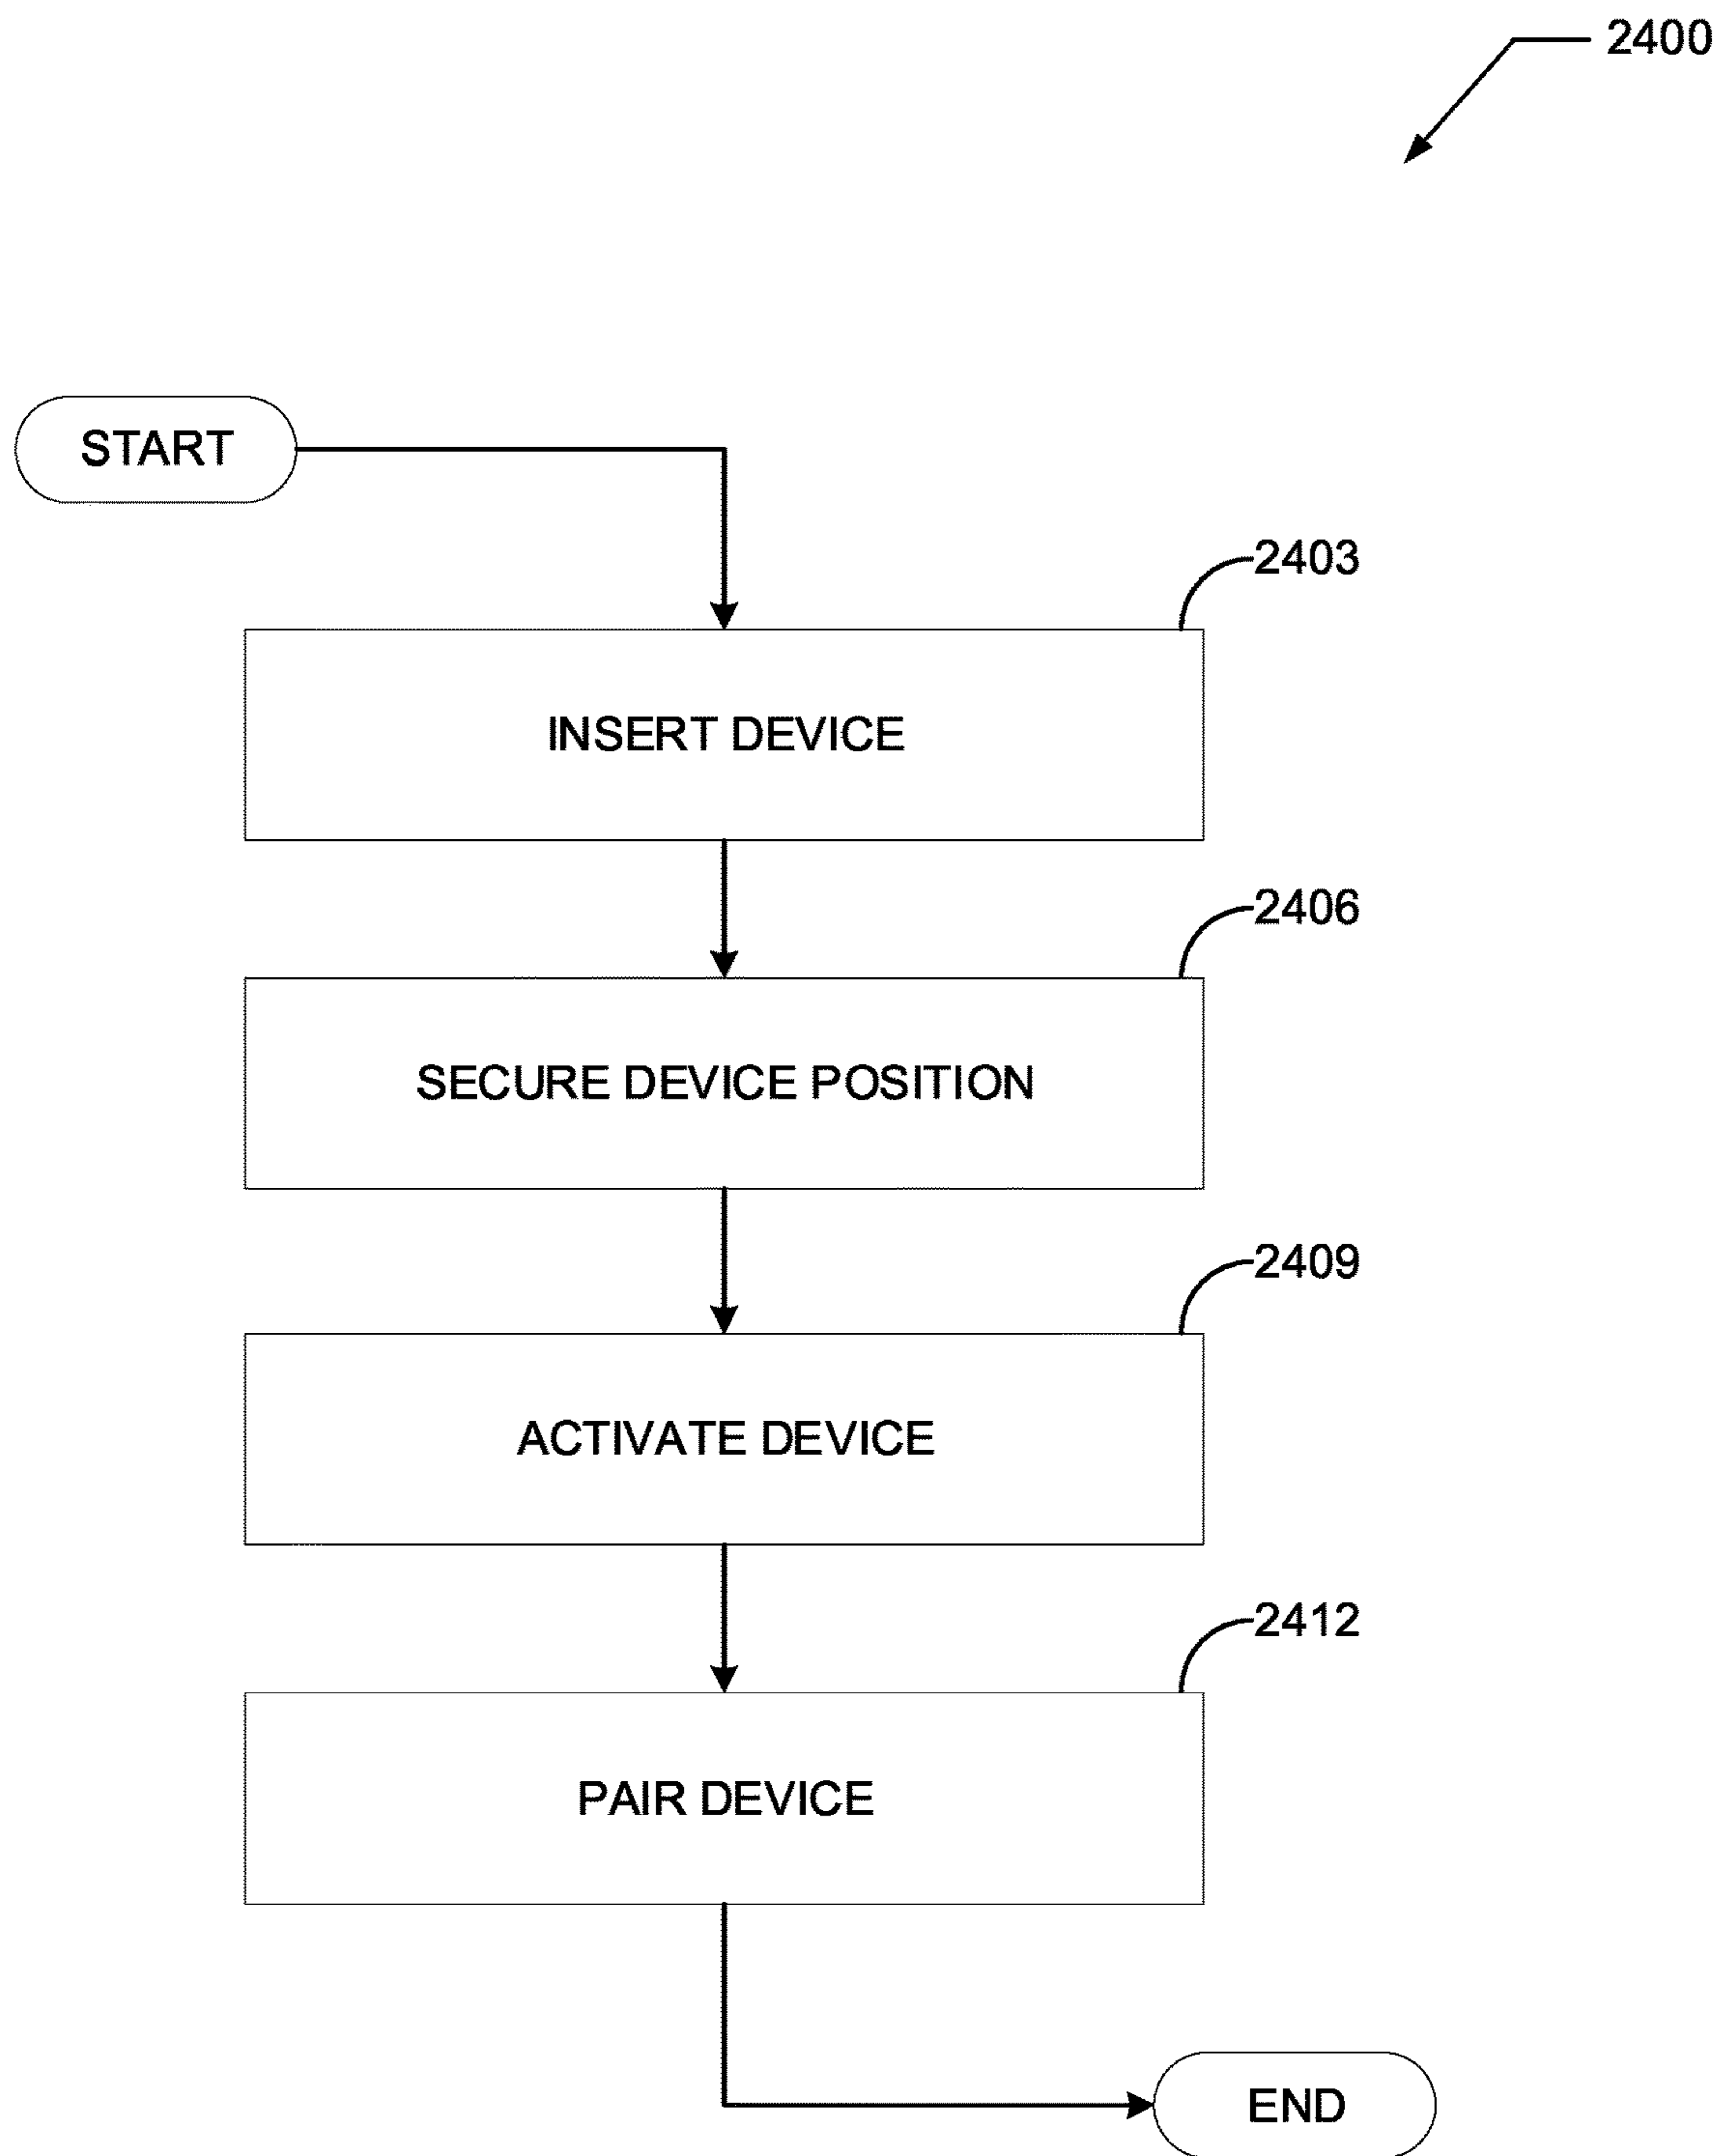 2400
START
2403
INSERT DEVICE
2406
SECURE DEVICE POSITION
2409
ACTIVATE DEVICE
2412
PAIR DEVICE
END